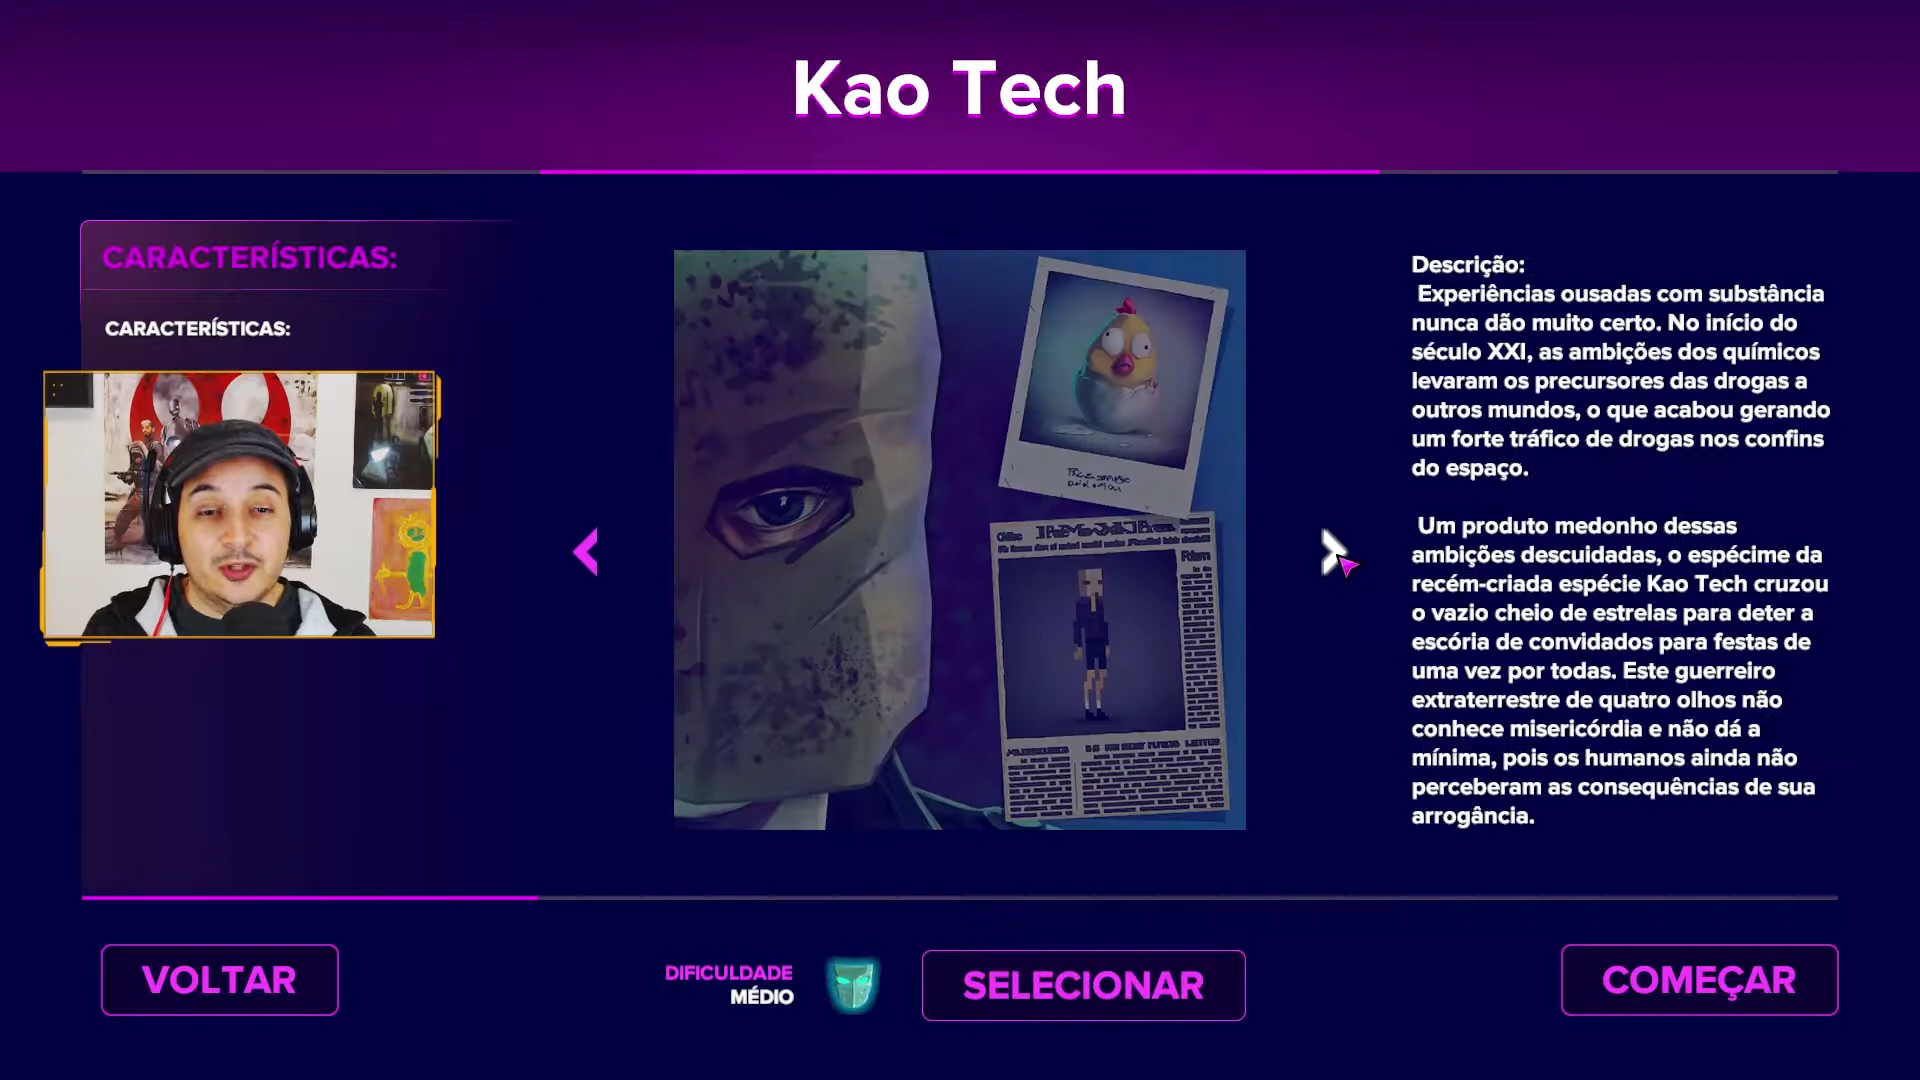 Kao Tech
CARACTERÍSTICAS:
CARACTERÍSTICAS:
Descrição:
Experiências ousadas com substância
nunca dão muito certo. No início do
século XXI, as ambições dos químicos
levaram os precursores das drogas a
outros mundos, o que acabou gerando
um forte tráfico de drogas nos confins
do espaço.
Um produto medonho dessas
ambições descuidadas, o espécime da
recém-criada espécie Kao Tech cruzou
o vazio cheio de estrelas para deter a
escória de convidados para festas de
uma vez por todas. Este guerreiro
extraterrestre de quatro olhos não
conhece misericórdia e não dá a
mínima, pois os humanos ainda não
perceberam as consequências de sua
arrogância.
VOLTAR
DIFICULDADE
MÉDIO
SELECIONAR
COMEÇAR